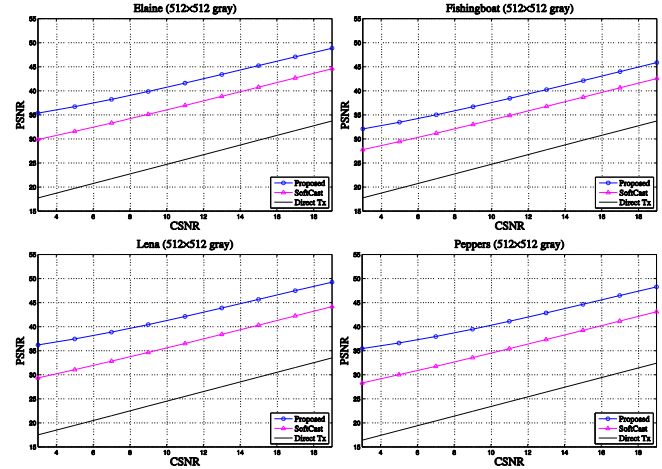 Elaine (512×512 gray)
55
50
45
40
35
30
25
20
15
PSNR
4 6 8 10 12 14 16 18
CSNR
Proposed
SoftCast
Direct Tx
Fishingboat (512×512 gray)
55
50
45
40
35
30
25
20
15
PSNR
4 6 8 10 12 14 16 18
CSNR
Proposed
SoftCast
Direct Tx
Lena (512×512 gray)
55
50
45
40
35
30
25
20
15
PSNR
4 6 8 10 12 14 16 18
CSNR
Proposed
SoftCast
Direct Tx
Peppers (512×512 gray)
55
50
45
40
35
30
25
20
15
PSNR
4 6 8 10 12 14 16 18
CSNR
Proposed
SoftCast
Direct Tx